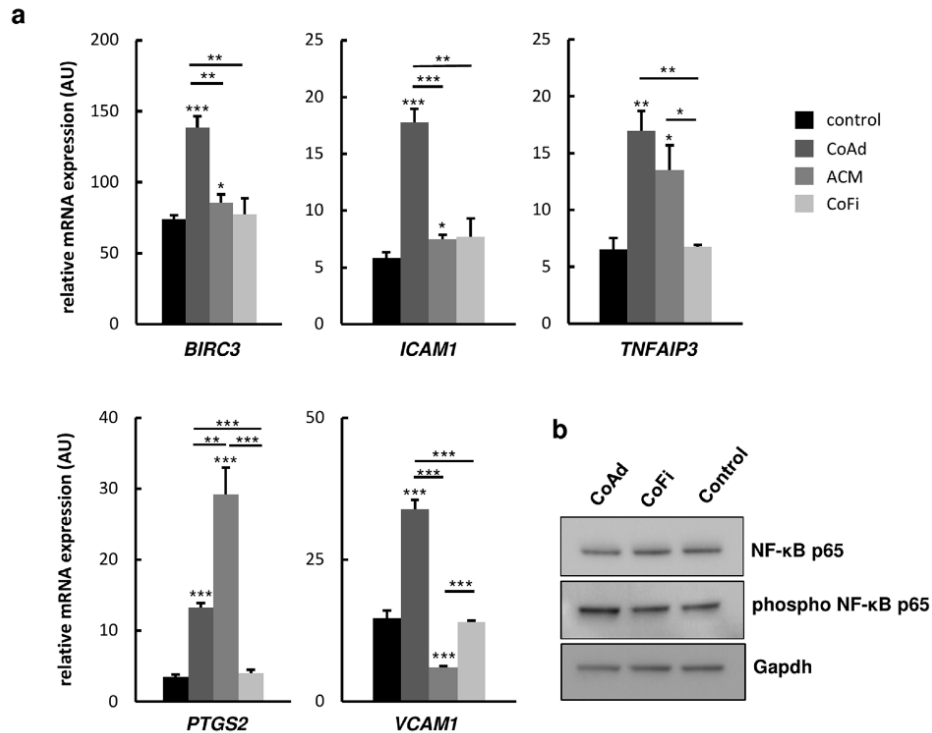 a
relative mRNA expression (AU)
200
150
100
50
0
**
**
***
*
BIRC3
25
20
15
10
5
0
**
***
***
*
ICAM1
25
20
15
10
5
0
**
*
**
*
TNFAIP3
control
CoAd
ACM
CoFi
relative mRNA expression (AU)
40
30
20
10
0
***
** ***
***
***
PTGS2
50
25
0
***
***
***
***
***
VCAM1
b
CoAd CoFi Control
NF-κB p65
phospho NF-κB p65
Gapdh